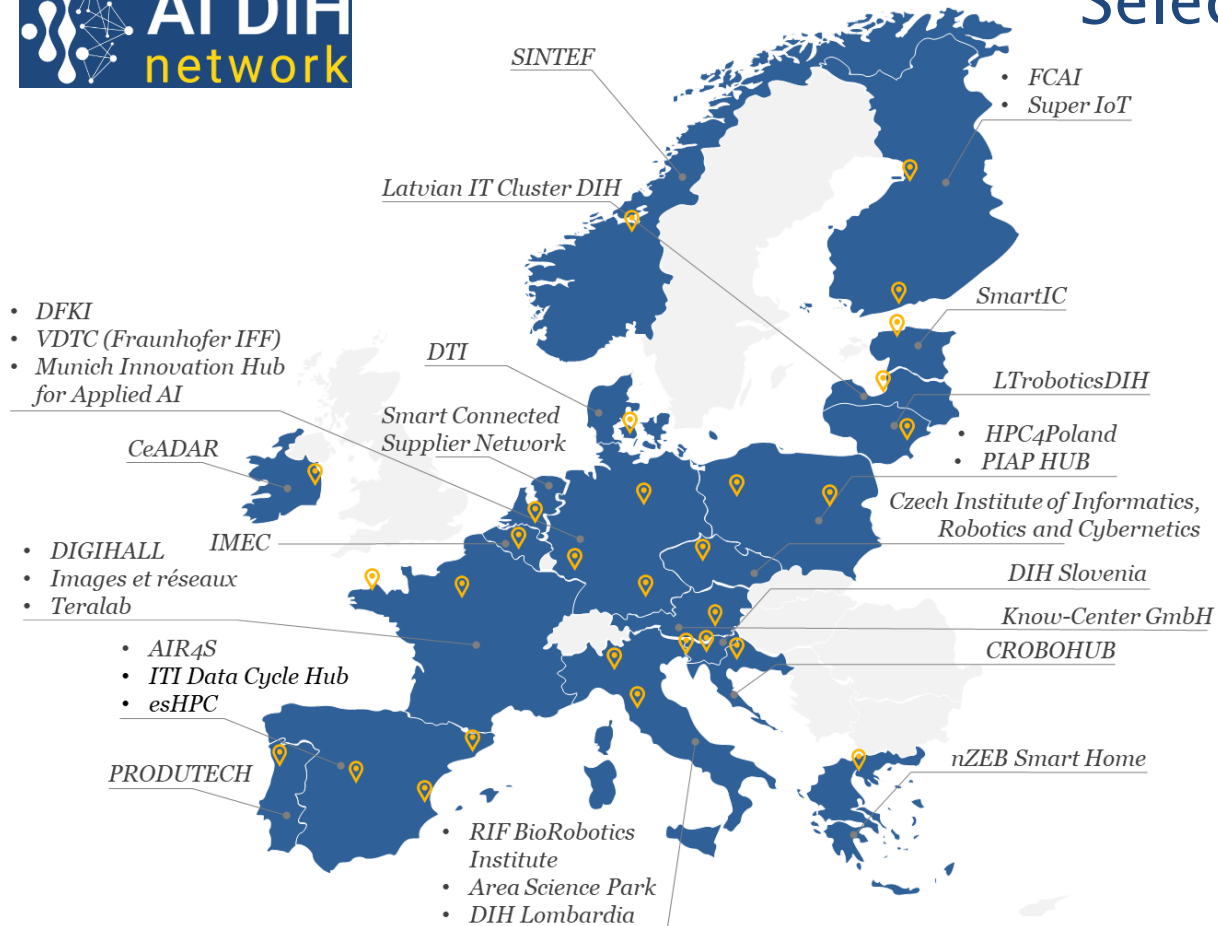 AI DIH
network
Selec
SINTEF
• FCAI
• Super IoT
Latvian IT Cluster DIH
• DFKI
• VDTC (Fraunhofer IFF)
• Munich Innovation Hub
for Applied AI
SmartIC
DTI
LTroboticsDIH
Smart Connected
Supplier Network
CeADAR
• HPC4Poland
• PIAP HUB
Czech Institute of Informatics,
Robotics and Cybernetics
IMEC
• DIGIHALL
• Images et réseaux
• Teralab
DIH Slovenia
Know-Center GmbH
CROBOHUB
• AIR4S
• ITI Data Cycle Hub
• esHPC
PRODUTECH
nZEB Smart Home
• RIF BioRobotics
Institute
• Area Science Park
• DIH Lombardia